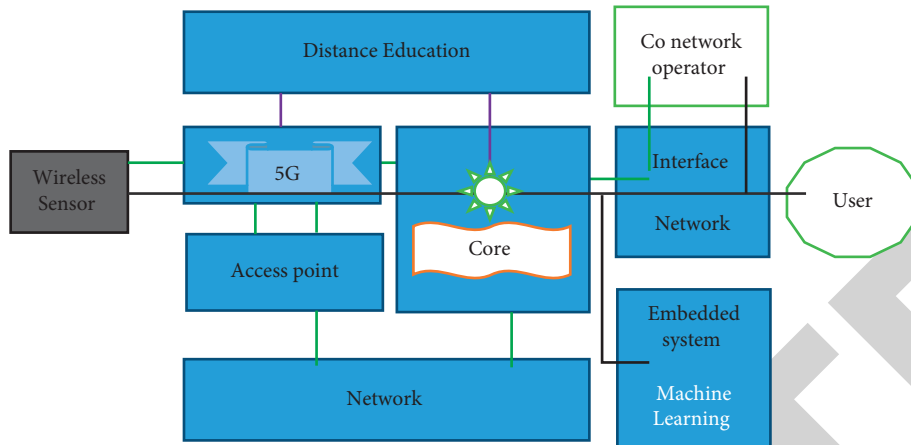 Distance Education
Co network
operator
Wireless
Sensor
5G
Interface
Network
User
Core
Access point
Embedded
system
Machine
Learning
Network